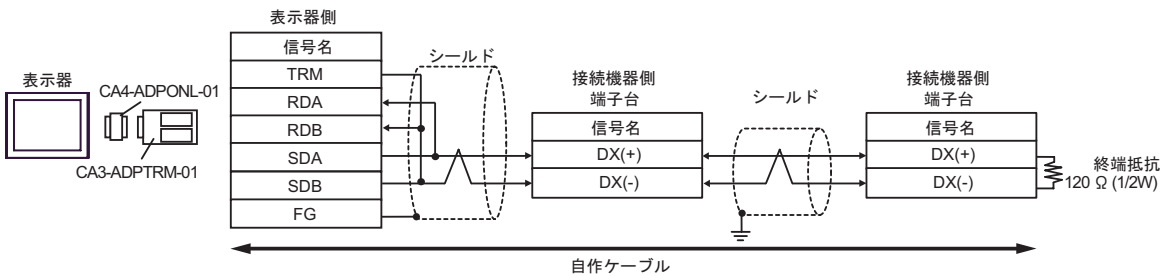 表示器側
信号名
TRM
RDA
RDB
SDA
SDB
FG
表示器
CA4-ADPONL-01
CA3-ADPTRM-01
シールド
接続機器側
端子台
信号名
DX(+)
DX(-)
シールド
接続機器側
端子台
信号名
DX(+)
DX(-)
終端抵抗
120 Ω (1/2W)
自作ケーブル